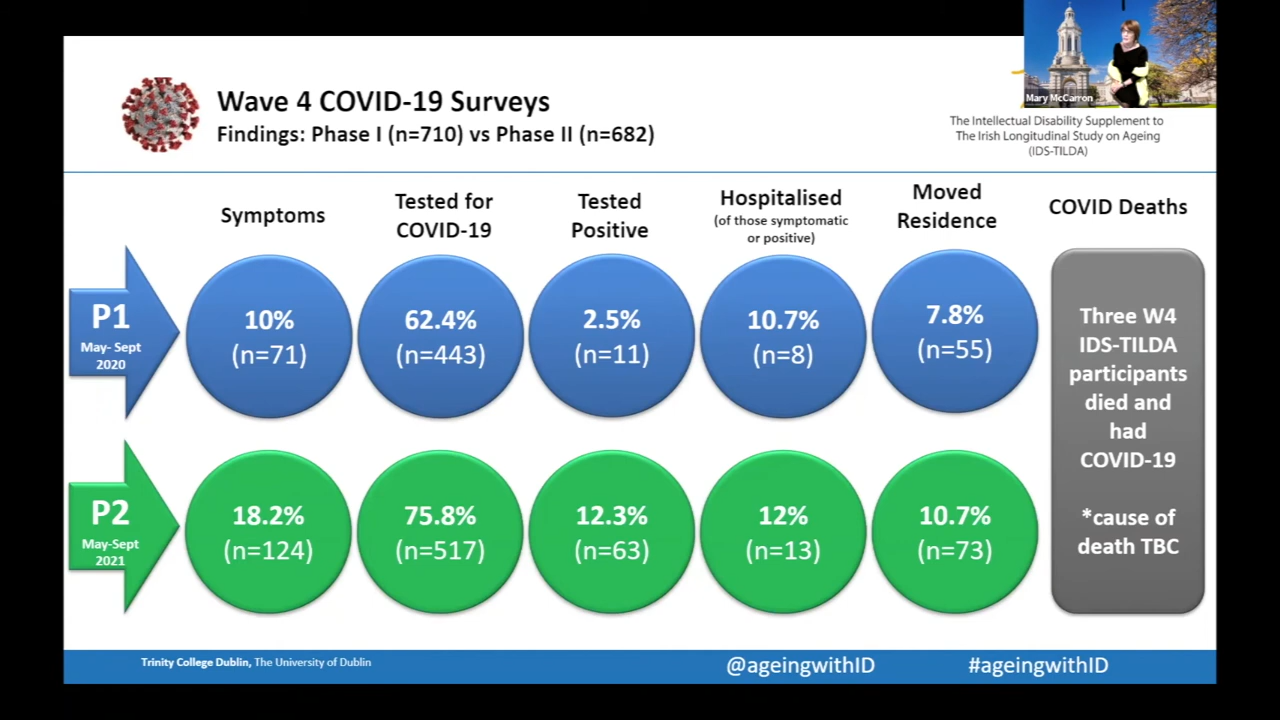 Mary McCarron
Wave 4 COVID-19 Surveys
Findings: Phase I (n=710) vs Phase II (n=682)
The Intellectual Disability Supplement to
The Irish Longitudinal Study on Ageing
(IDS-TILDA)
Symptoms
Tested for
COVID-19
Tested
Positive
Hospitalised
(of those symptomatic
or positive)
Moved
Residence
COVID Deaths
P1
May- Sept
2020
10%
(n=71)
62.4%
(n=443)
2.5%
(n=11)
10.7%
(n=8)
7.8%
(n=55)
Three W4
IDS-TILDA
participants
died and
had
COVID-19
*cause of
death TBC
P2
May-Sept
2021
18.2%
(n=124)
75.8%
(n=517)
12.3%
(n=63)
12%
(n=13)
10.7%
(n=73)
Trinity College Dublin, The University of Dublin
@ageingwithID
#ageingwithID